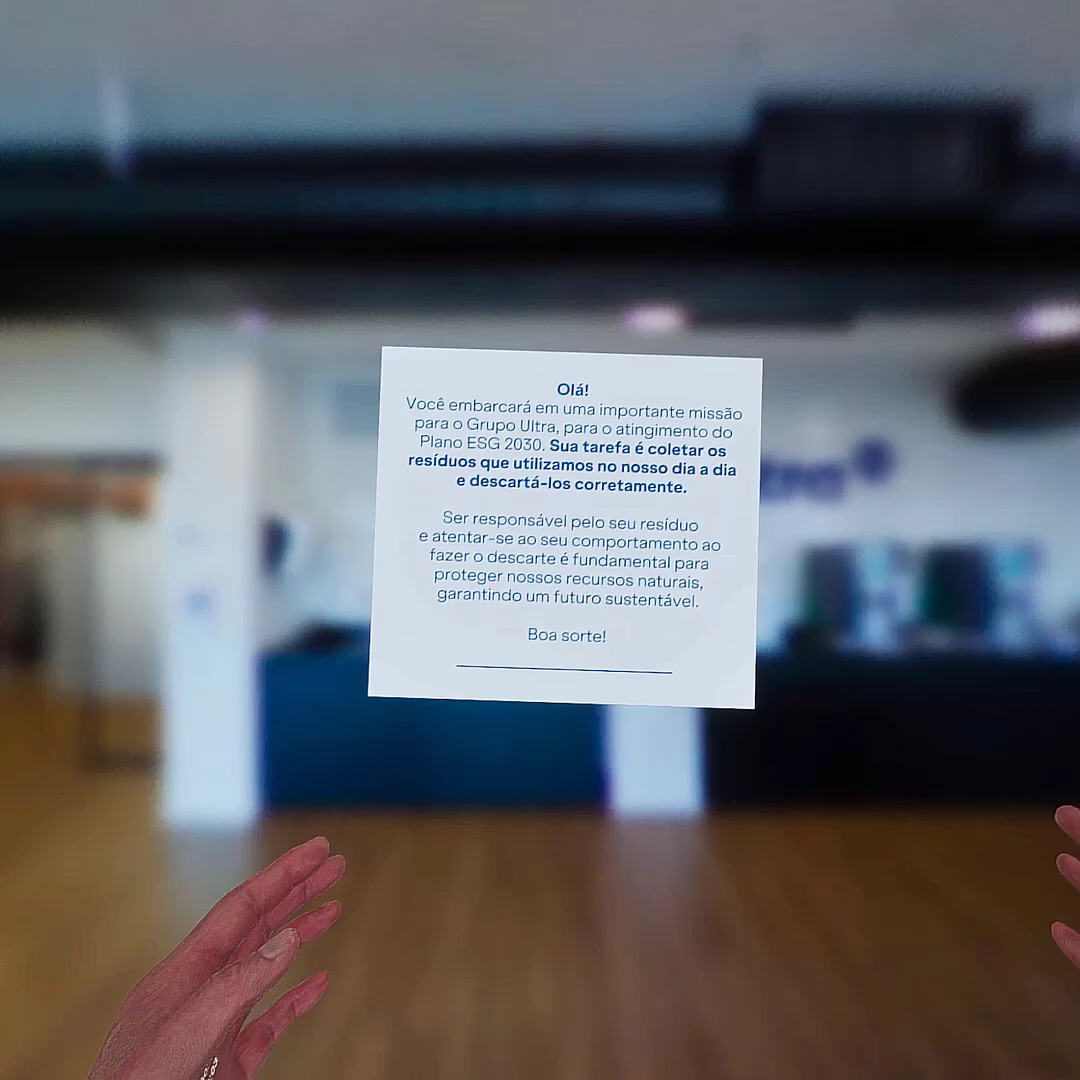 Olá!
Você embarcará em uma importante missão
para o Grupo Ultra, para o atingimento do
Plano ESG 2030. Sua tarefa é coletar os
resíduos que utilizamos no nosso dia a dia
e descartá-los corretamente.
Ser responsável pelo seu resíduo
e atentar-se ao seu comportamento ao
fazer o descarte é fundamental para
proteger nossos recursos naturais,
garantindo um futuro sustentável.
Boa sorte!